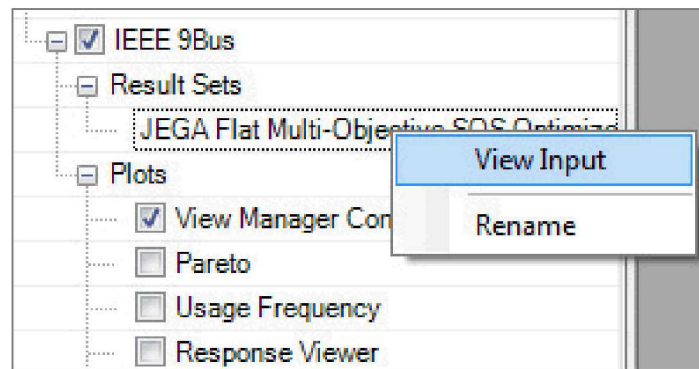 IEEE 9Bus
Result Sets
JEGA Flat Multi-Objective SOS Optimize
View Input
Plots
View Manager Con
Rename
Pareto
Usage Frequency
Response Viewer